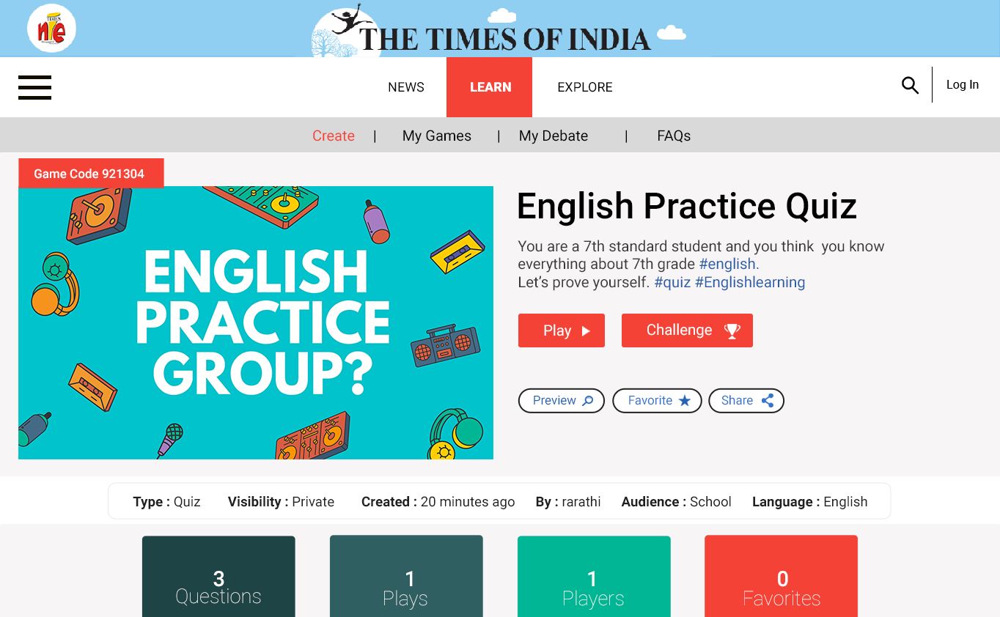 TIMES
nie
THE TIMES OF INDIA
NEWS
LEARN
EXPLORE
Log In
Create | My Games | My Debate | FAQs
Game Code 921304
ENGLISH
PRACTICE
GROUP?
English Practice Quiz
You are a 7th standard student and you think you know
everything about 7th grade #english.
Let’s prove yourself. #quiz #Englishlearning
Play
Challenge
Preview
Favorite
Share
Type : Quiz Visibility : Private Created : 20 minutes ago By : rarathi Audience : School Language : English
3
Questions
1
Plays
1
Players
0
Favorites